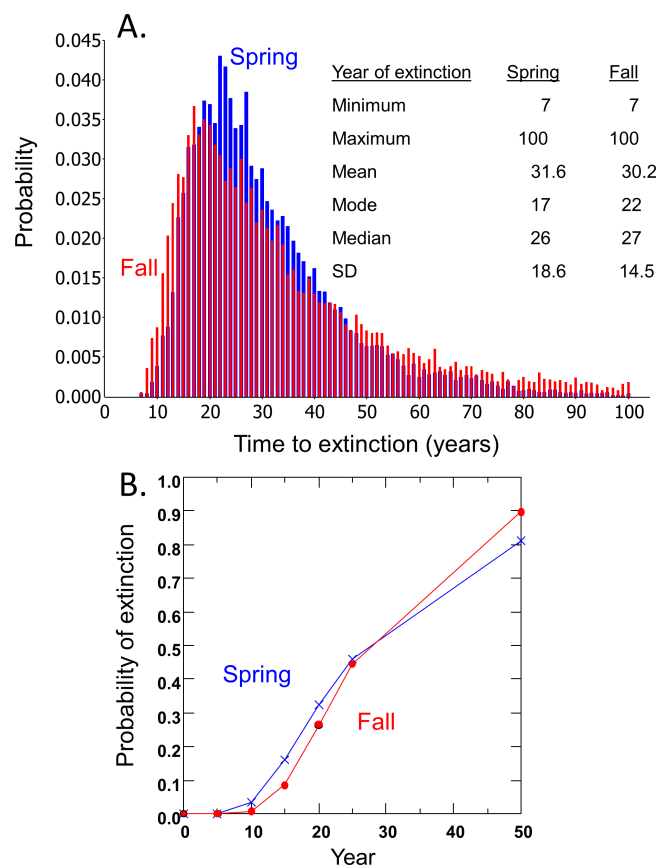 A.
Spring
Fall
Year of extinction Spring Fall
Minimum 7 7
Maximum 100 100
Mean 31.6 30.2
Mode 17 22
Median 26 27
SD 18.6 14.5
Probability
0.045
0.040
0.035
0.030
0.025
0.020
0.015
0.010
0.005
0.000
0 10 20 30 40 50 60 70 80 90 100
Time to extinction (years)
B.
Probability of extinction
1.0
0.9
0.8
0.7
0.6
0.5
0.4
0.3
0.2
0.1
0.0
Spring
Fall
0 10 20 30 40 50
Year